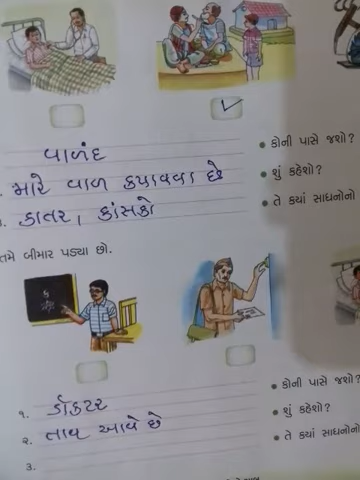 વાળંદ
• કોની પાસે જશો?
મારે વાળ કપાવવા છે
• શું કહેશો?
કાતર, કાંસકો
• તે કયાં સાધનોનો
તમે બીમાર પડ્યા છો.
ક
૧. ડૉક્ટર
• કોની પાસે જશો?
૨. તાવ આવે છે
• શું કહેશો?
૩.
• તે કયાં સાધનોનો